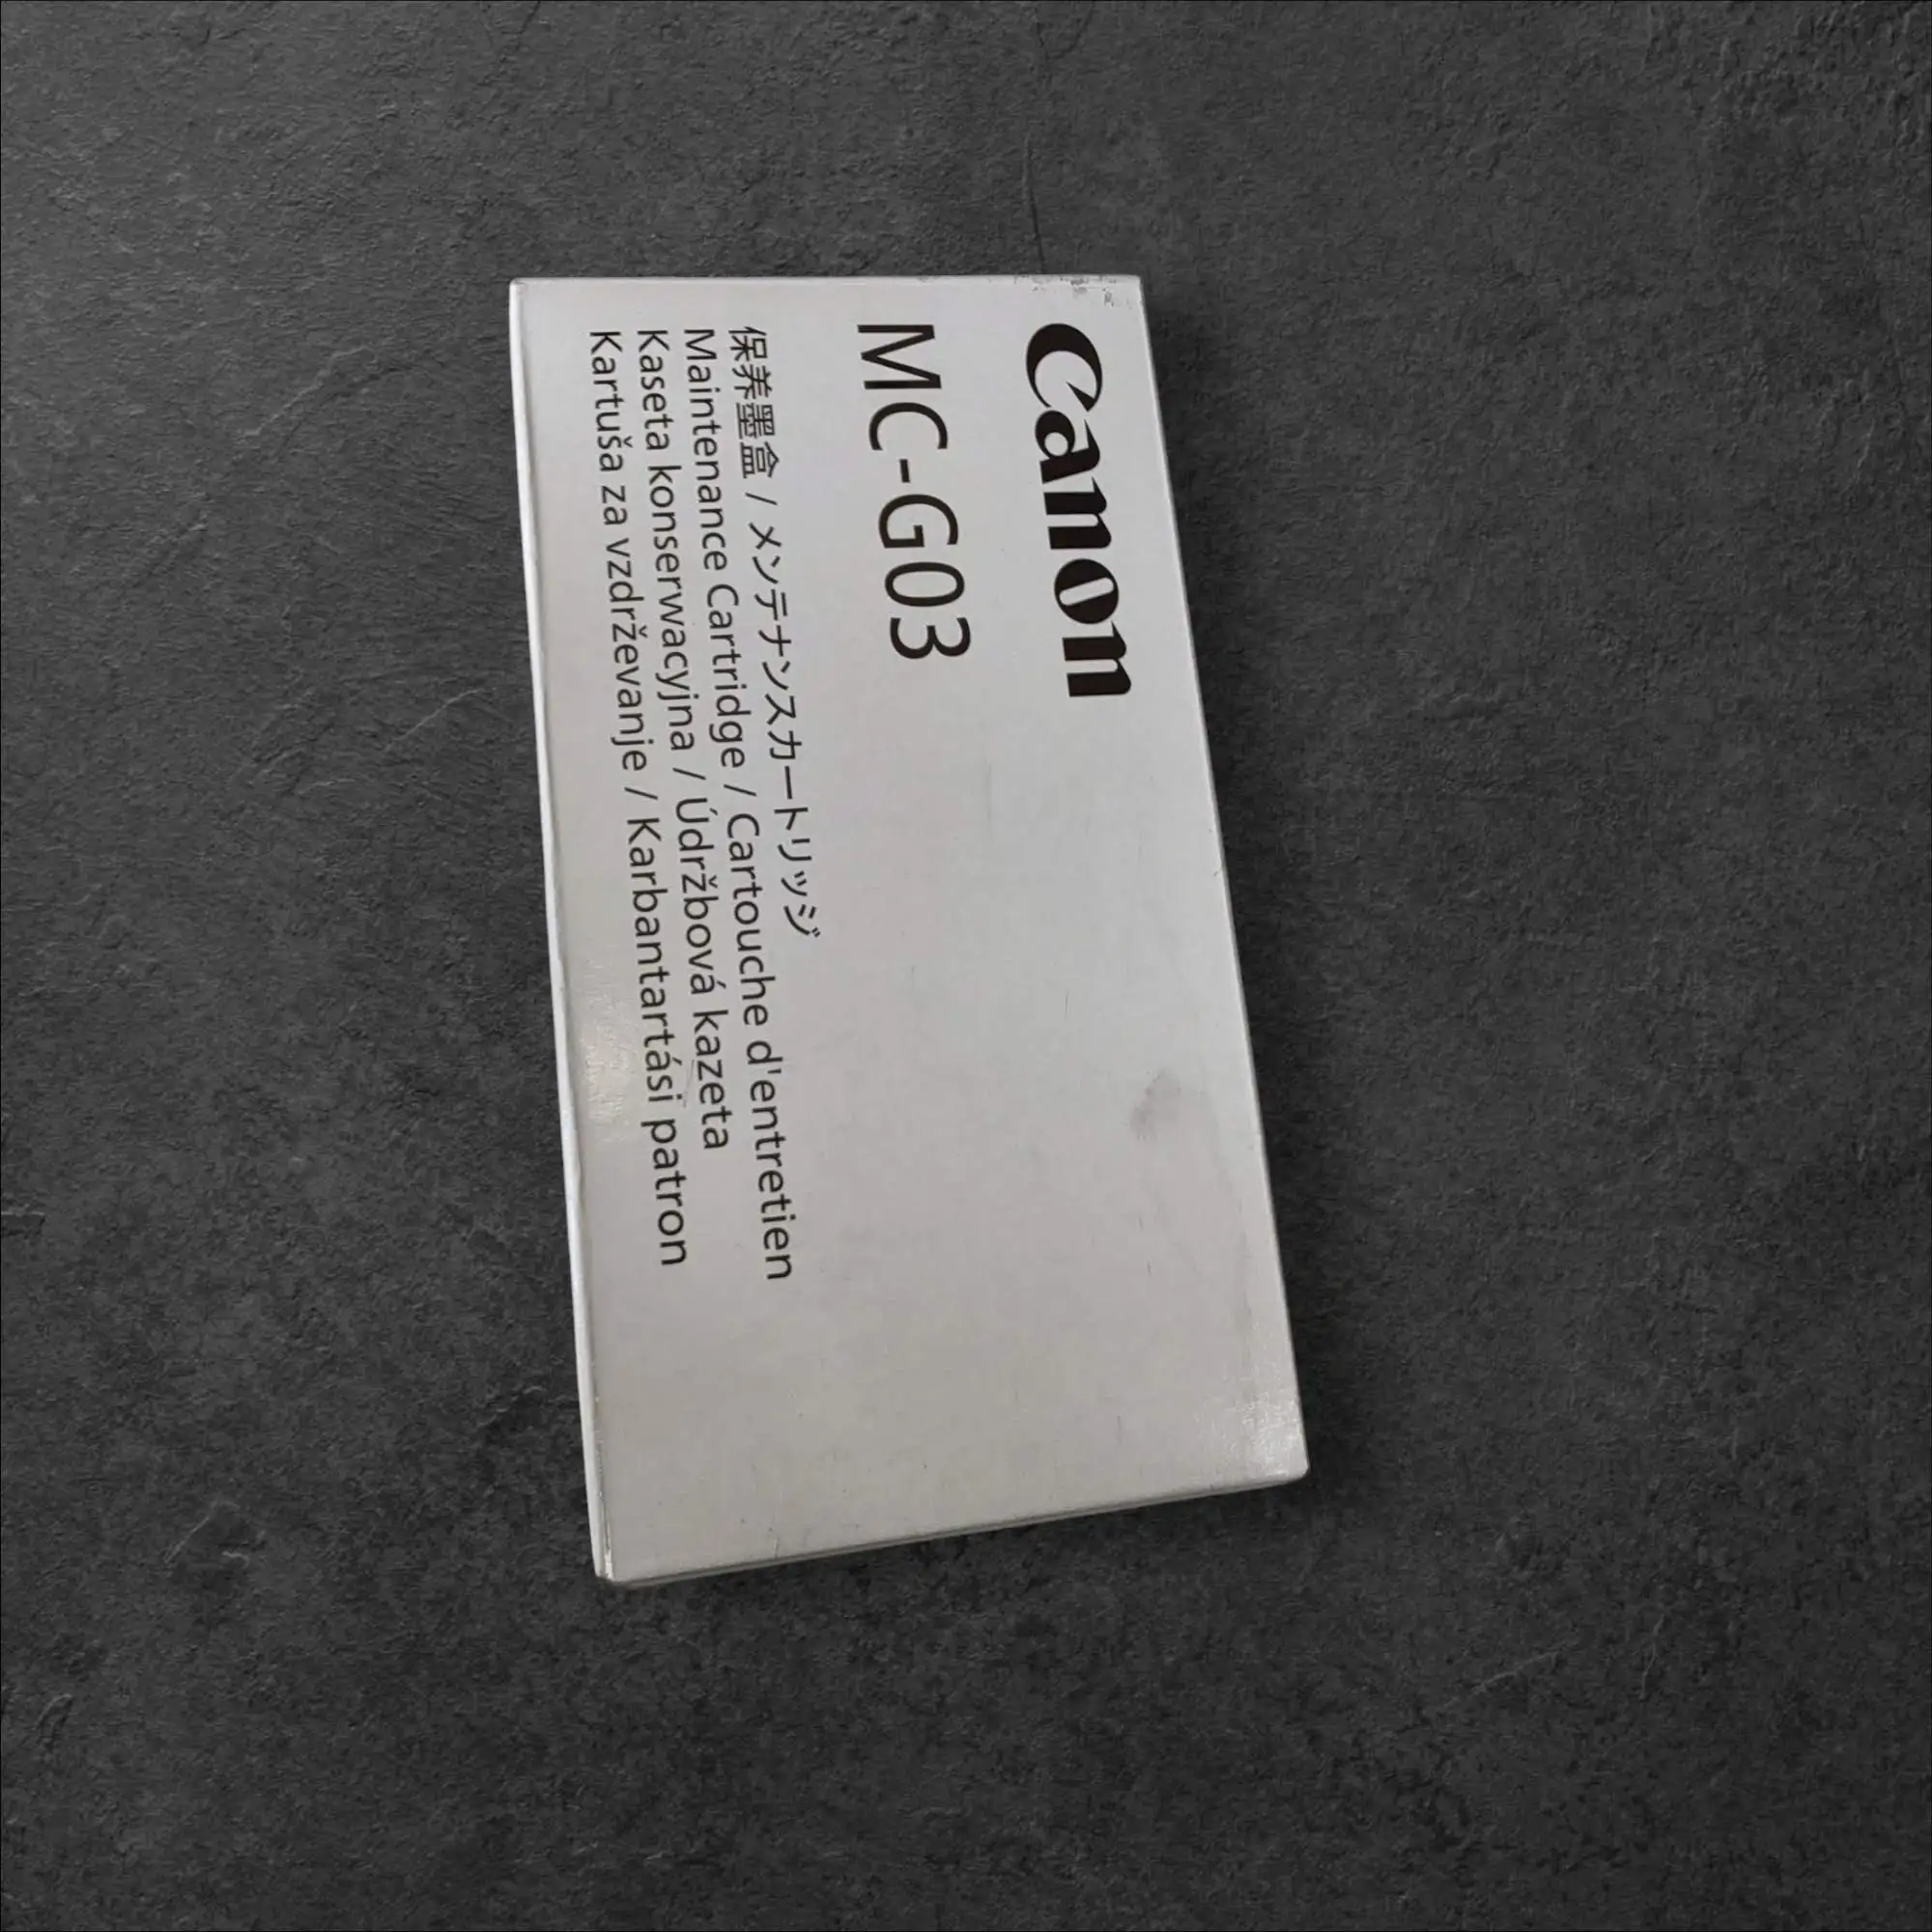 Canon
MC-G03
保养墨盒 / メンテナンスカートリッジ
Maintenance Cartridge / Cartouche d'entretien
Kaseta konserwacyjna / Údržbová kazeta
Kartuša za vzdrževanje / Karbantartási patron